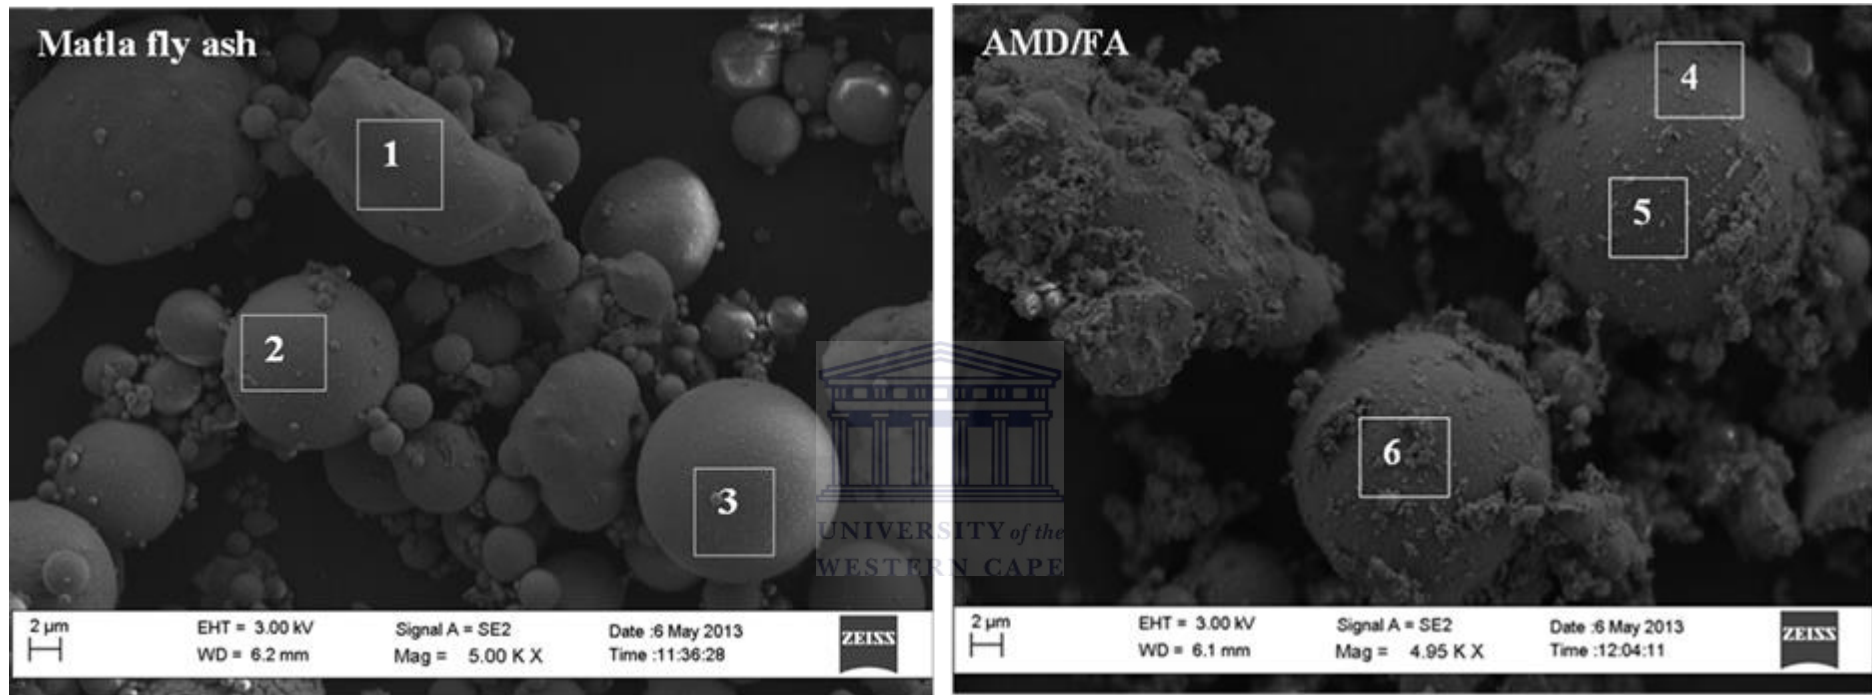 Matla fly ash
1
2
3
2 µm
EHT = 3.00 kV
Signal A = SE2
Date :6 May 2013
ZEISS
WD = 6.2 mm
Mag = 5.00 K X
Time :11:36:28
AMD/FA
4
5
6
2 µm
EHT = 3.00 kV
Signal A = SE2
Date :6 May 2013
ZEISS
WD = 6.1 mm
Mag = 4.95 K X
Time :12:04:11
UNIVERSITY of the
WESTERN CAPE